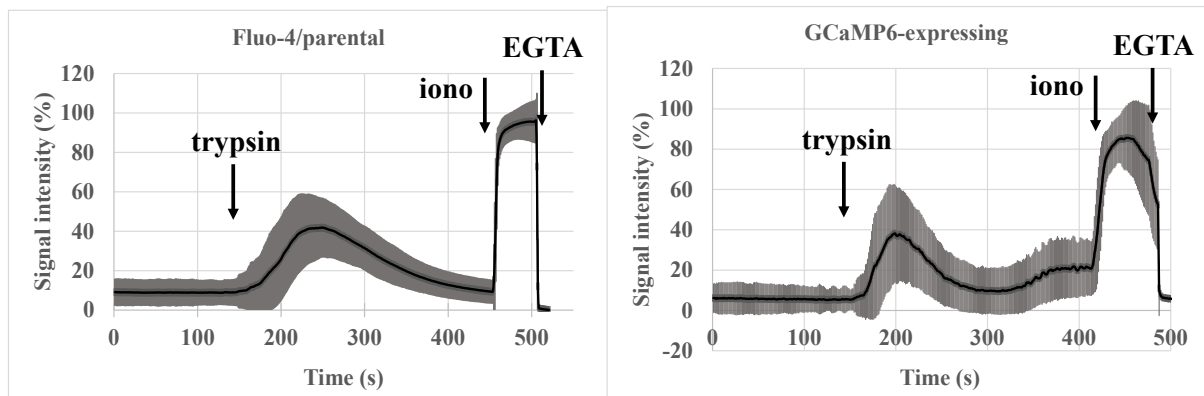 Fluo-4/parental
EGTA
iono
trypsin
120
100
80
60
40
20
0
Signal intensity (%)
0 100 200 300 400 500
Time (s)
GCaMP6-expressing
EGTA
iono
trypsin
120
100
80
60
40
20
0
-20
Signal intensity (%)
0 100 200 300 400 500
Time (s)